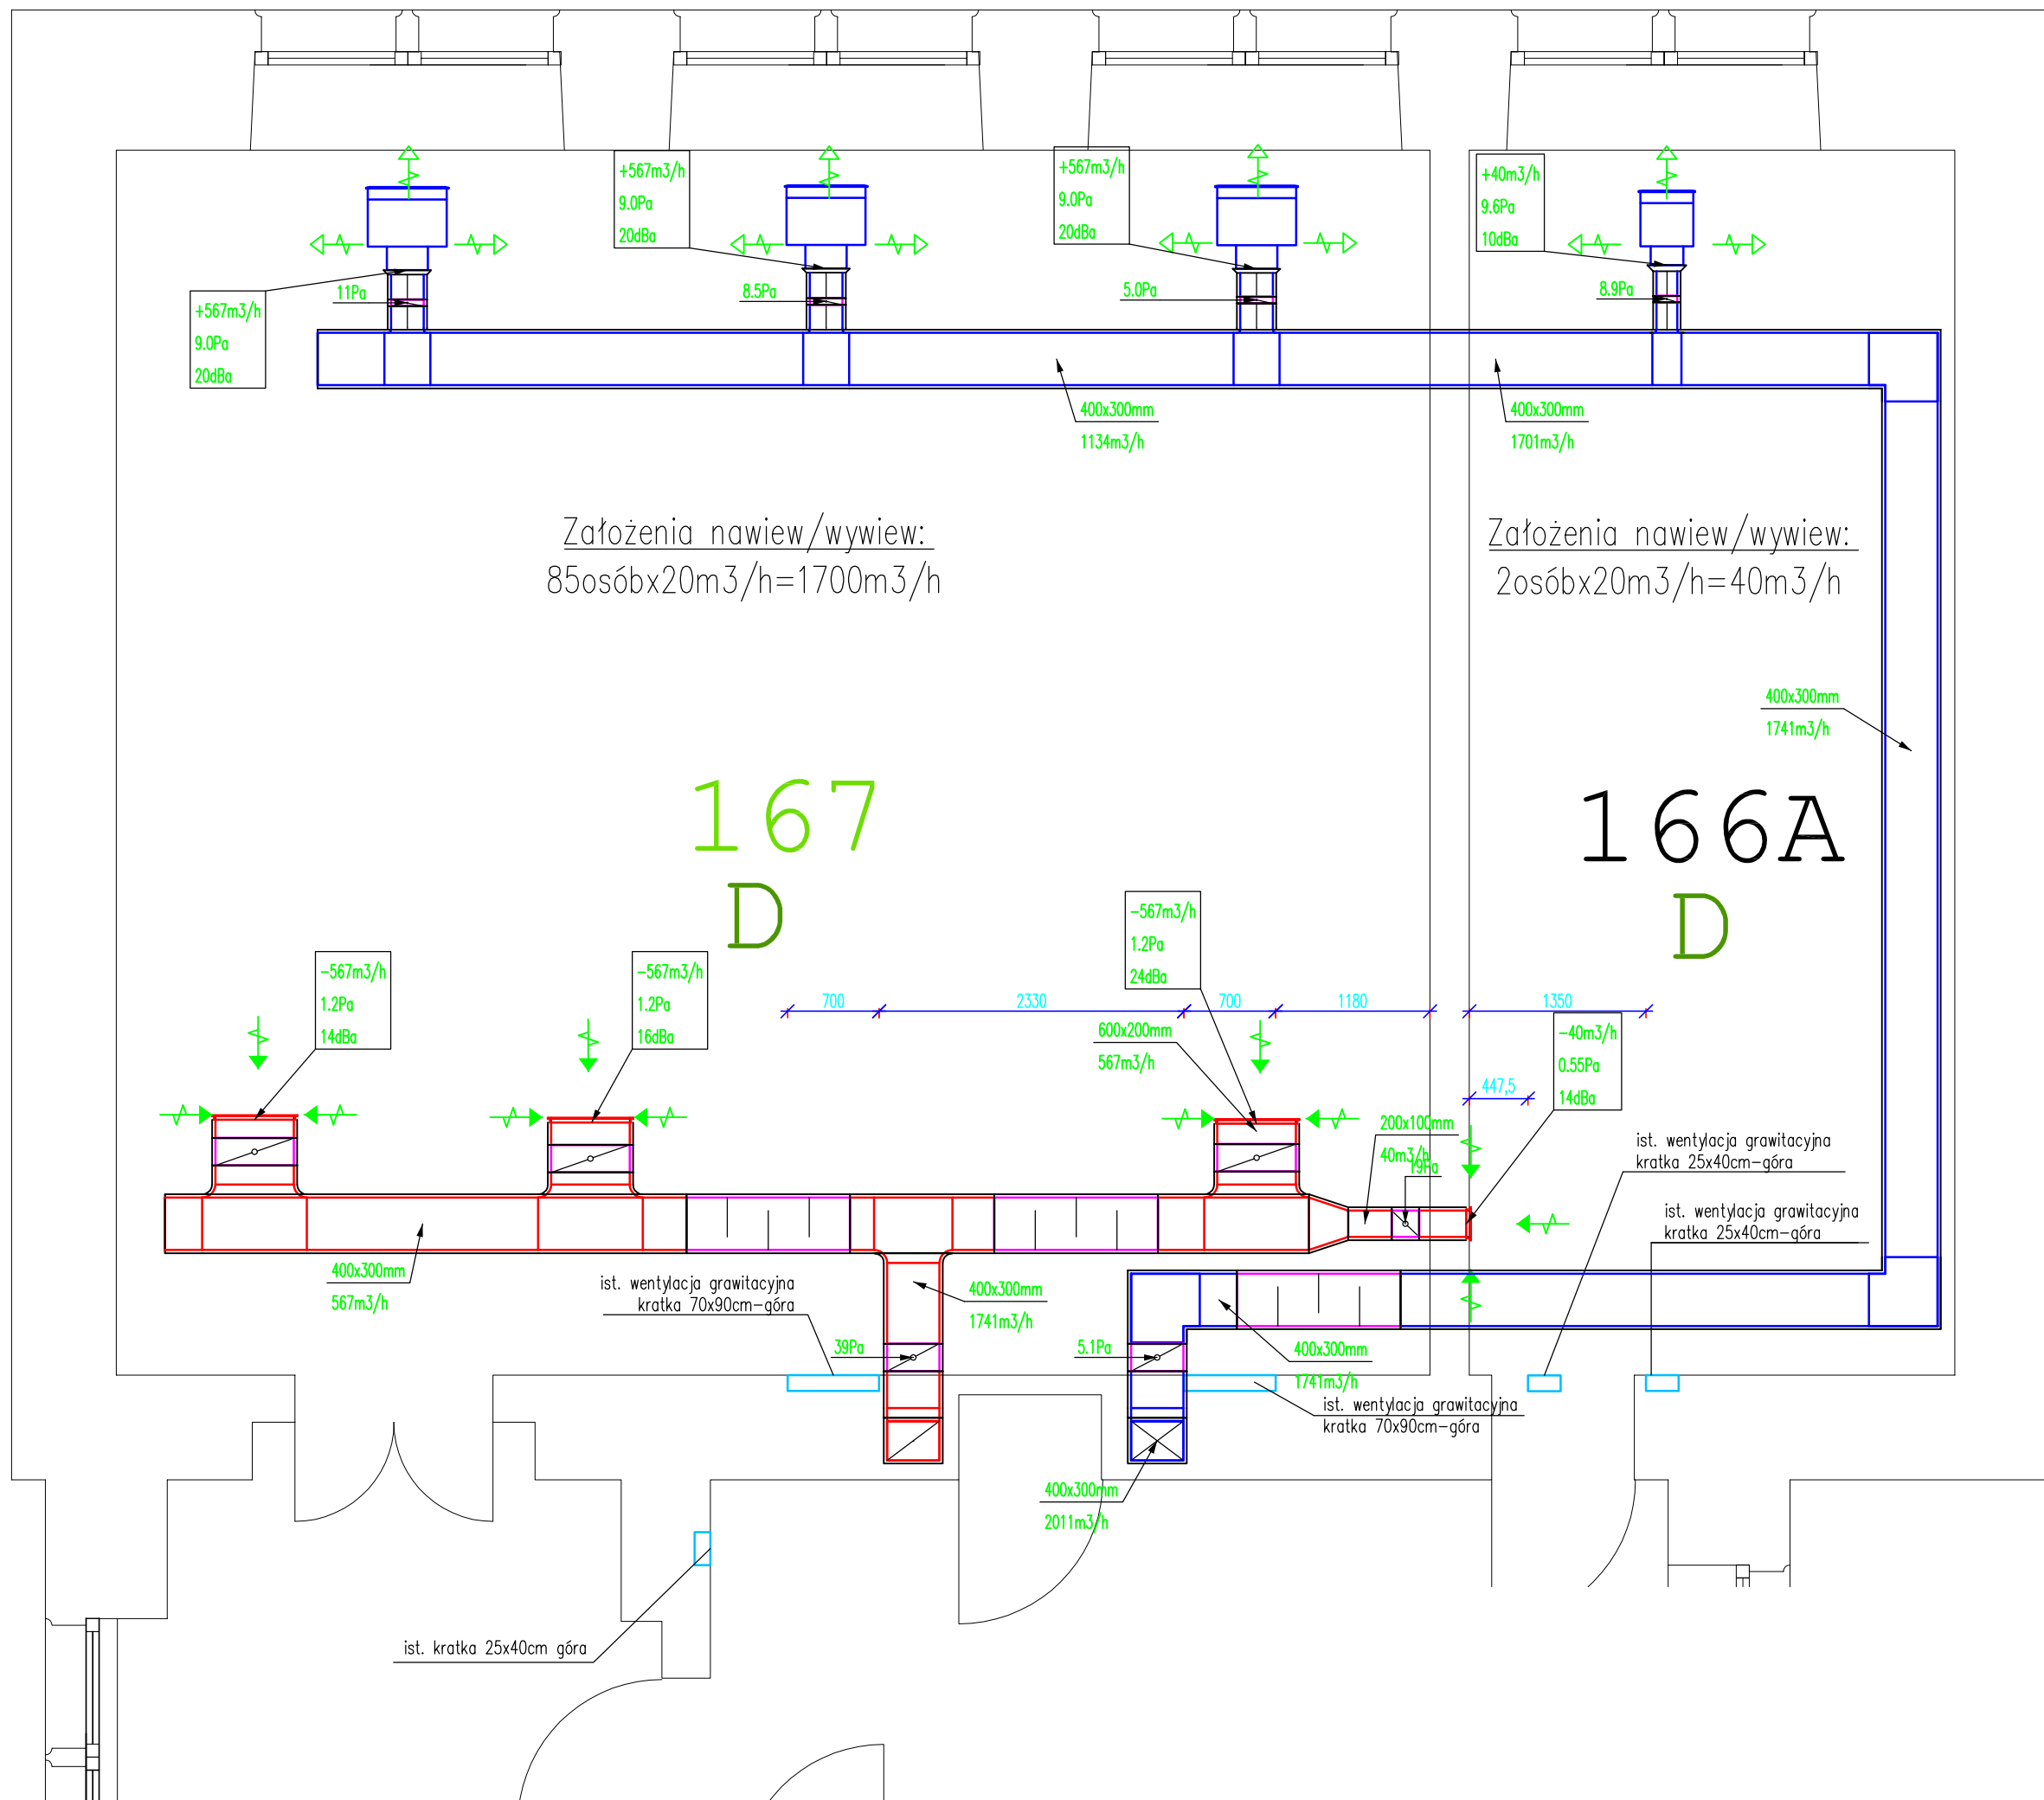 +567m3/h
9.0Pa
20dBa
+567m3/h
9.0Pa
20dBa
+40m3/h
9.6Pa
10dBa
+567m3/h
9.0Pa
20dBa
11Pa
8.5Pa
5.0Pa
8.9Pa
400x300mm
1134m3/h
400x300mm
1701m3/h
Założenia nawiew/wywiew:
85osóbx20m3/h=1700m3/h
Założenia nawiew/wywiew:
2osóbx20m3/h=40m3/h
400x300mm
1741m3/h
167
D
166A
D
-567m3/h
1.2Pa
14dBa
-567m3/h
1.2Pa
16dBa
-567m3/h
1.2Pa
24dBa
700
2330
700
1180
1350
600x200mm
567m3/h
-40m3/h
0.55Pa
14dBa
447,5
200x100mm
40m3/h
19Pa
ist. wentylacja grawitacyjna
kratka 25x40cm-góra
ist. wentylacja grawitacyjna
kratka 25x40cm-góra
400x300mm
567m3/h
ist. wentylacja grawitacyjna
kratka 70x90cm-góra
400x300mm
1741m3/h
39Pa
5.1Pa
400x300mm
1741m3/h
ist. wentylacja grawitacyjna
kratka 70x90cm-góra
400x300mm
2011m3/h
ist. kratka 25x40cm góra